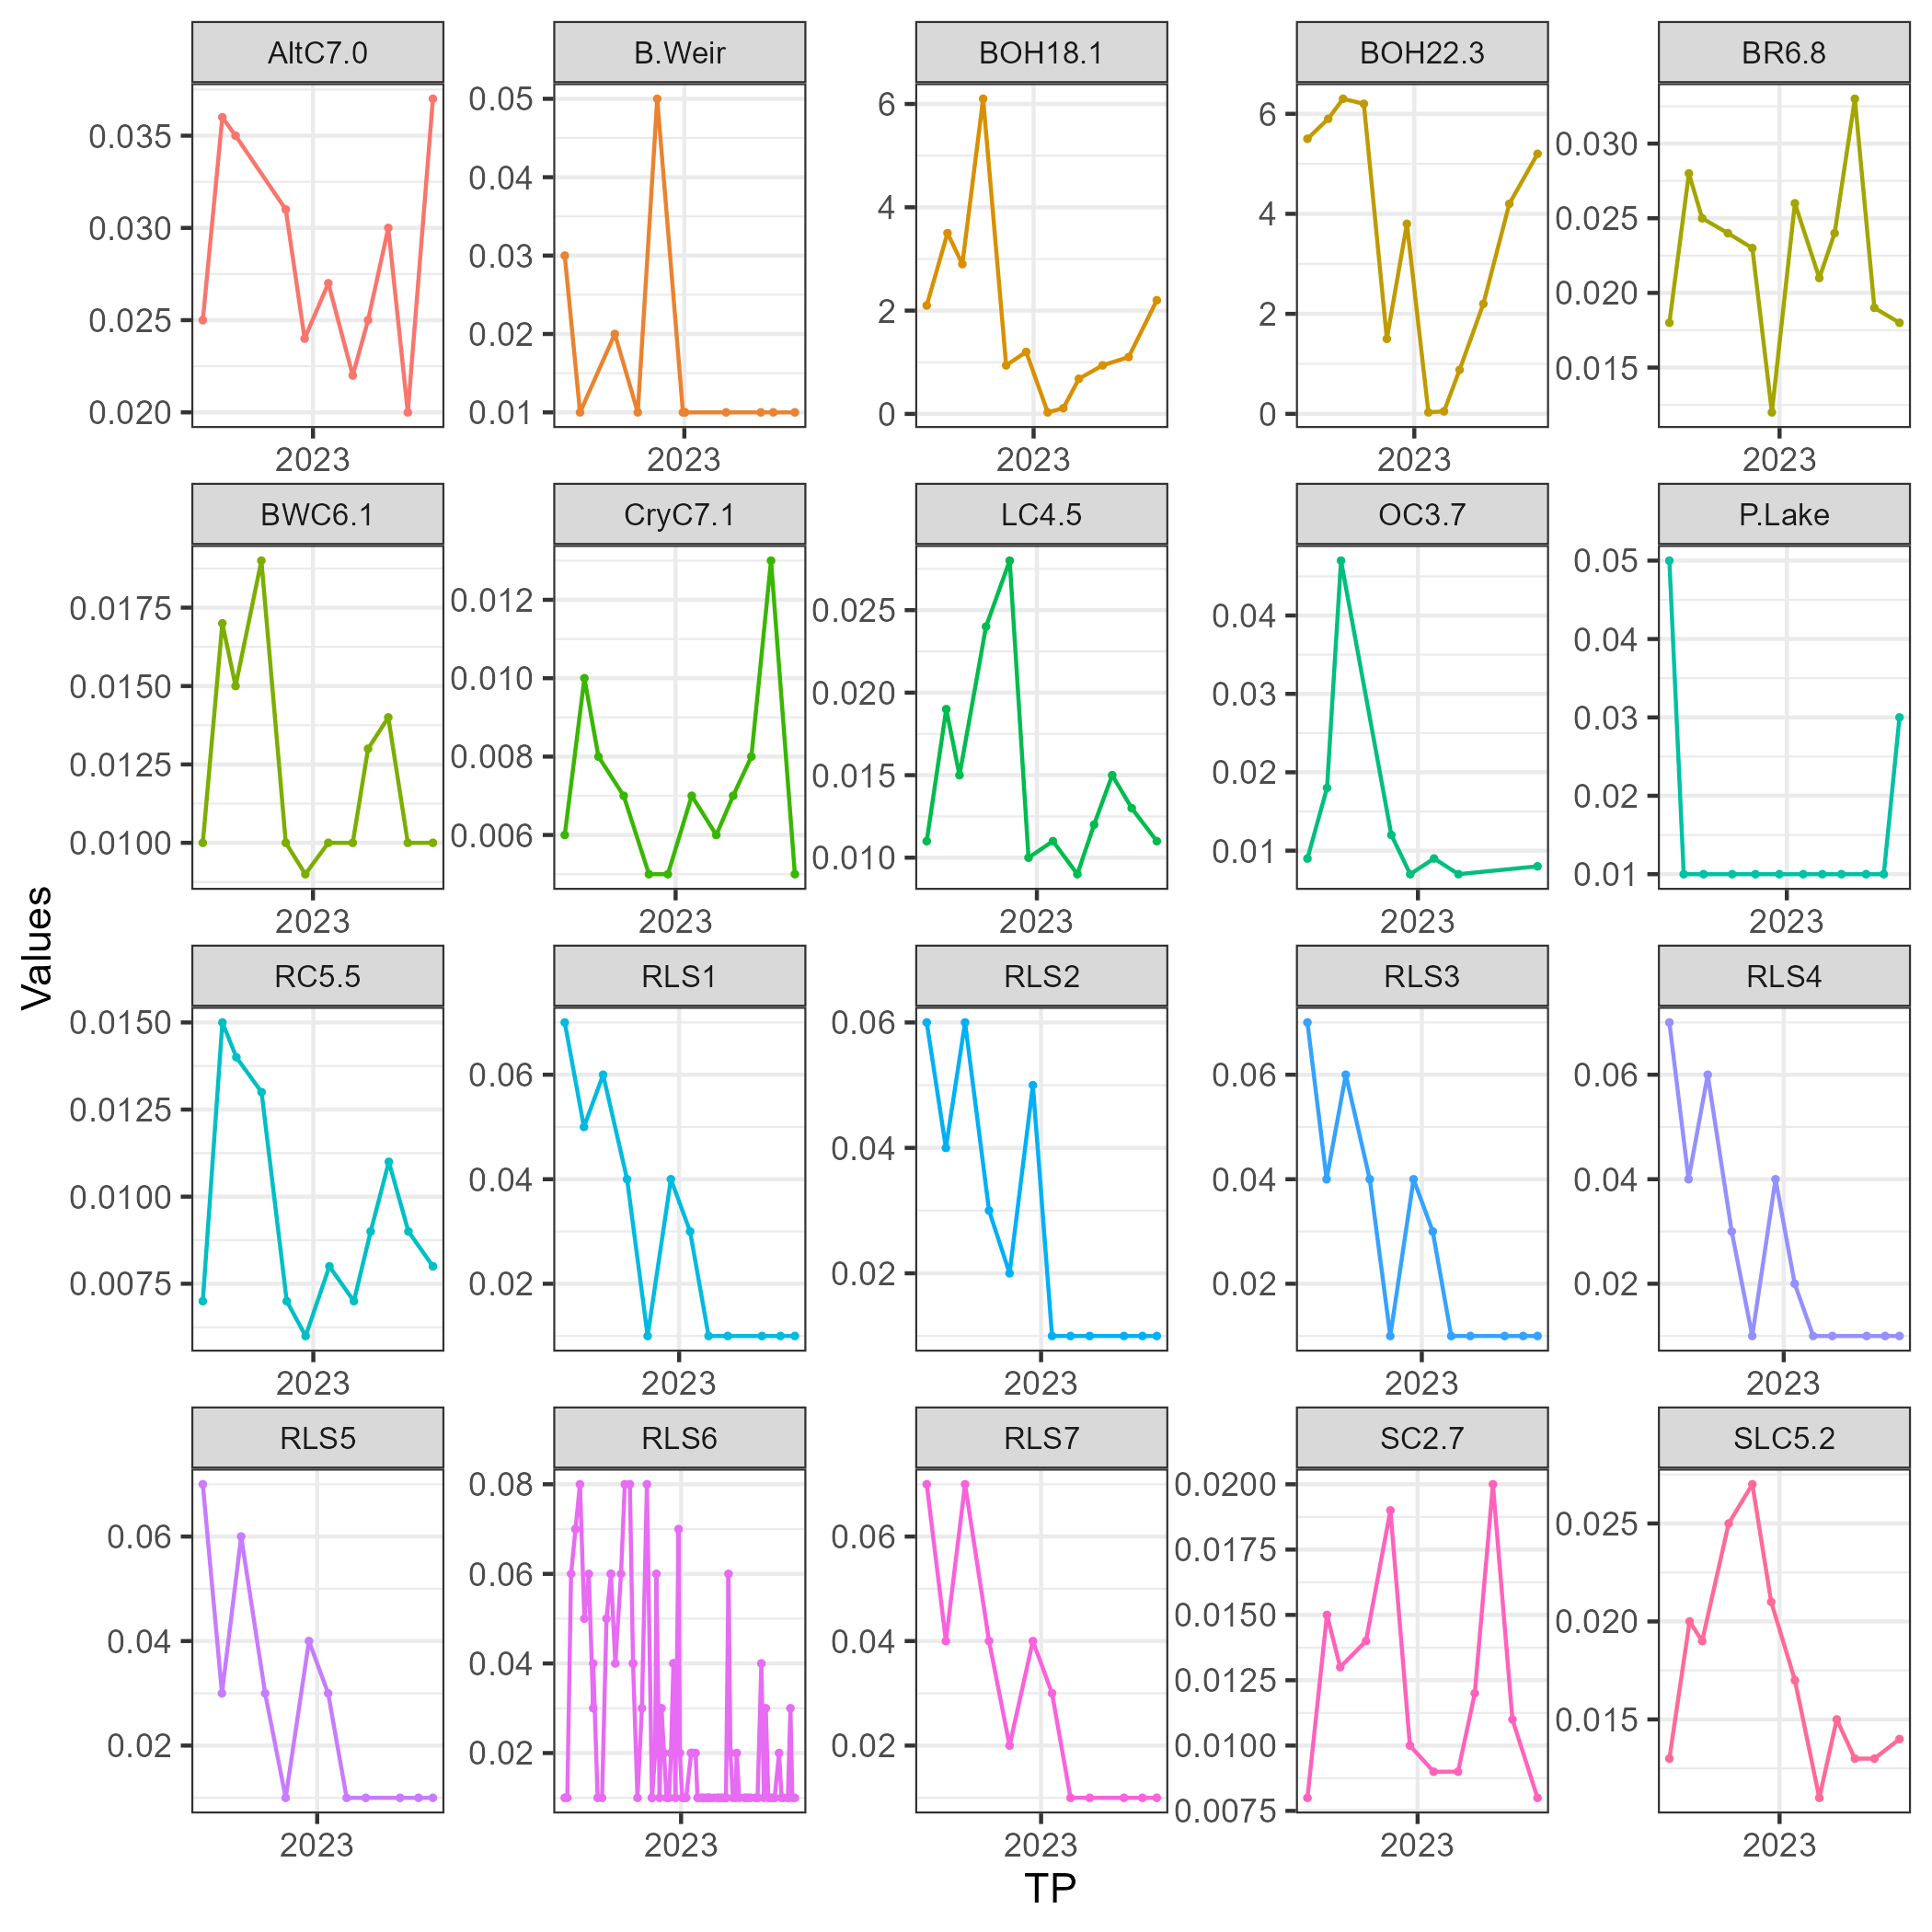 AltC7.0 B.Weir BOH18.1 BOH22.3 BR6.8
0.035 0.030 0.025 0.020
0.05 0.04 0.03 0.02 0.01
6 4 2 0
6 4 2 0
0.030 0.025 0.020 0.015
2023 2023 2023 2023 2023
BWC6.1 CryC7.1 LC4.5 OC3.7 P.Lake
0.0175 0.0150 0.0125 0.0100
0.012 0.010 0.008 0.006
0.025 0.020 0.015 0.010
0.04 0.03 0.02 0.01
0.05 0.04 0.03 0.02 0.01
2023 2023 2023 2023 2023
Values
RC5.5 RLS1 RLS2 RLS3 RLS4
0.0150 0.0125 0.0100 0.0075
0.06 0.04 0.02
0.06 0.04 0.02
0.06 0.04 0.02
0.06 0.04 0.02
2023 2023 2023 2023 2023
RLS5 RLS6 RLS7 SC2.7 SLC5.2
0.06 0.04 0.02
0.08 0.06 0.04 0.02
0.06 0.04 0.02
0.0200 0.0175 0.0150 0.0125 0.0100 0.0075
0.025 0.020 0.015
2023 2023 2023 2023 2023
TP